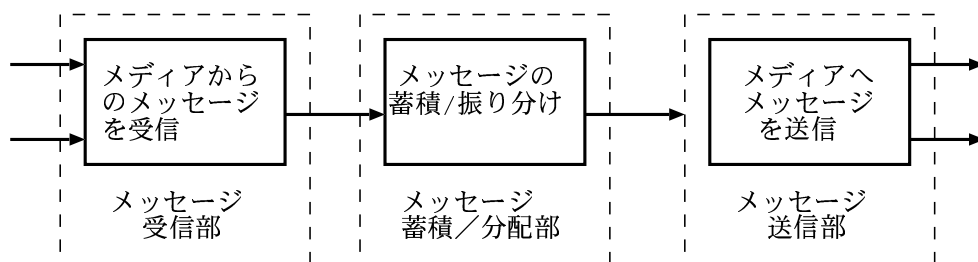 メディアから
のメッセージ
を受信
メッセージ
受信部
メッセージの
蓄積/振り分け
メッセージ
蓄積／分配部
メディアへ
メッセージ
を送信
メッセージ
送信部